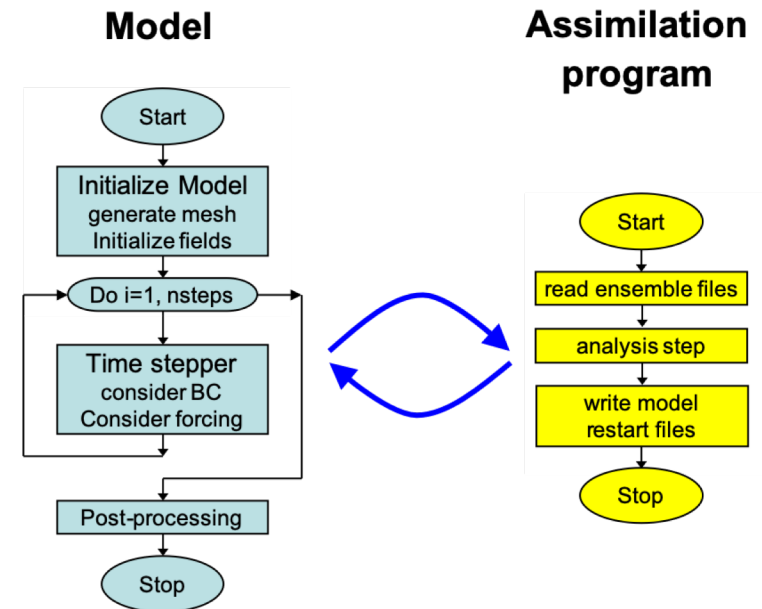 Model
Start
Initialize Model
generate mesh
Initialize fields
Do i=1, nsteps
Time stepper
consider BC
Consider forcing
Post-processing
Stop
Assimilation
program
Start
read ensemble files
analysis step
write model
restart files
Stop